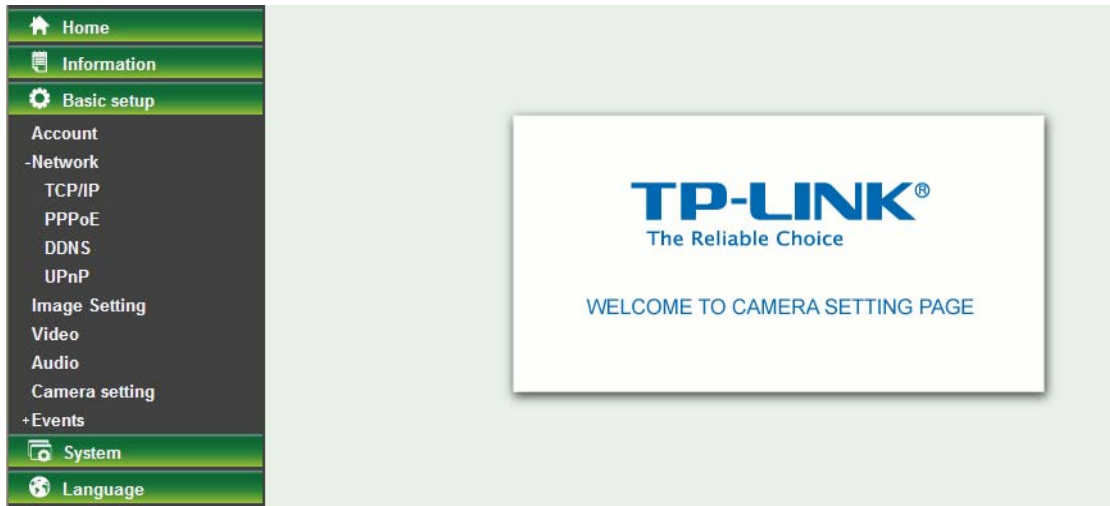 Home
Information
Basic setup
Account
-Network
TCP/IP
PPPoE
DDNS
UPnP
Image Setting
Video
Audio
Camera setting
+Events
System
Language
TP-LINK®
The Reliable Choice
WELCOME TO CAMERA SETTING PAGE